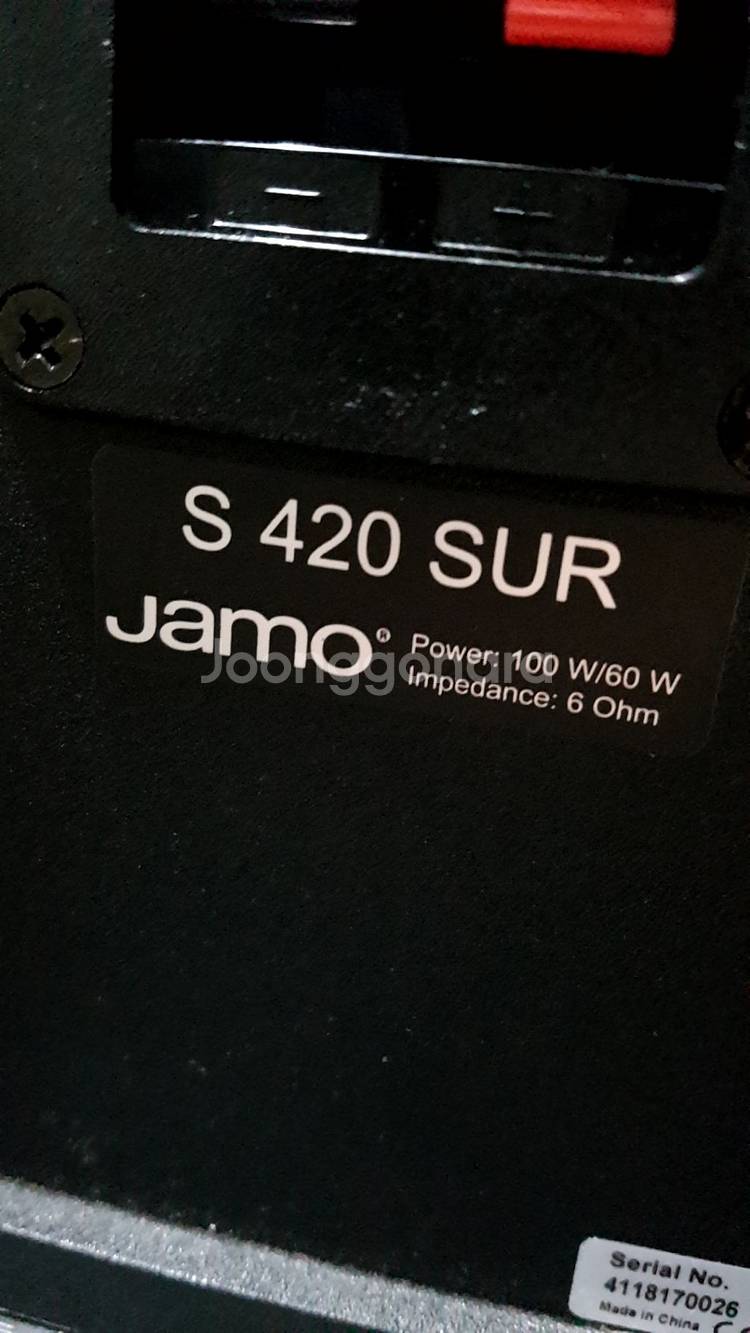 S 420 SUR
Jamo®
Power: 100 W/60 W
Impedance: 6 Ohm
Joonggonara
Serial No.
4118170026
Made in China